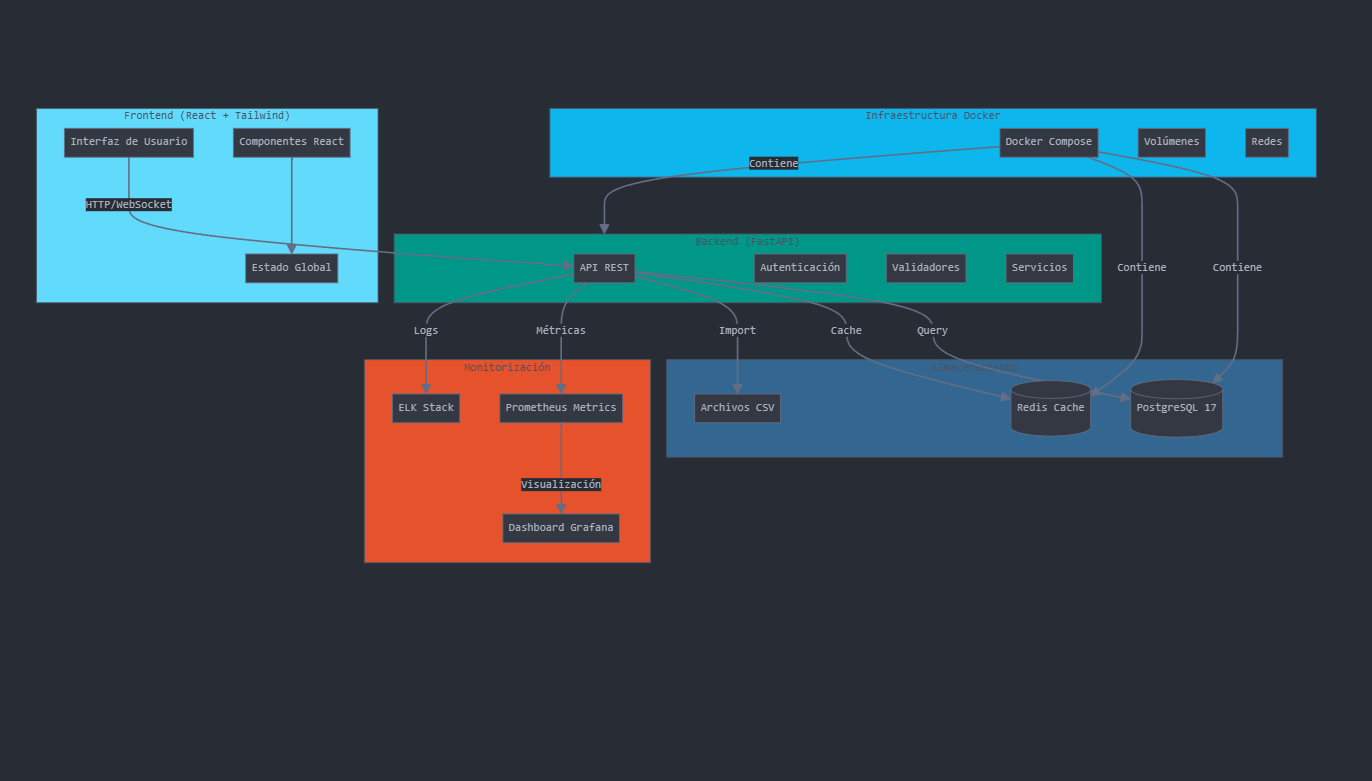 Frontend (React + Tailwind)
Interfaz de Usuario
Componentes React
HTTP/WebSocket
Estado Global
Infraestructura Docker
Docker Compose
Volúmenes
Redes
Contiene
Backend (FastAPI)
API REST
Autenticación
Validadores
Servicios
Contiene
Contiene
Logs
Métricas
Import
Cache
Query
Monitorización
ELK Stack
Prometheus Metrics
Visualización
Dashboard Grafana
Almacenamiento
Archivos CSV
Redis Cache
PostgreSQL 17